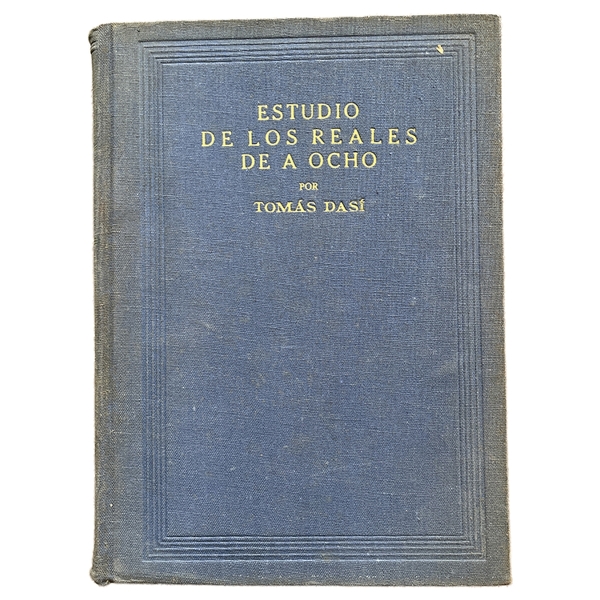 ESTUDIO
DE LOS REALES
DE A OCHO
POR
TOMÁS DASÍ